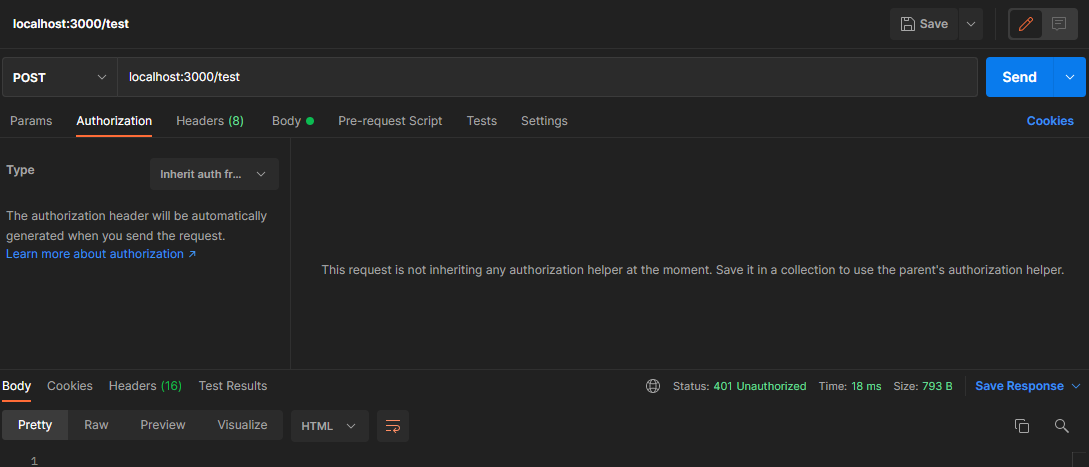 localhost:3000/test
Save
POST
localhost:3000/test
Send
Params Authorization Headers (8) Body Pre-request Script Tests Settings Cookies
Type
Inherit auth fr...
The authorization header will be automatically
generated when you send the request.
Learn more about authorization ↗
This request is not inheriting any authorization helper at the moment. Save it in a collection to use the parent's authorization helper.
Body Cookies Headers (16) Test Results Status: 401 Unauthorized Time: 18 ms Size: 793 B Save Response
Pretty Raw Preview Visualize HTML
1